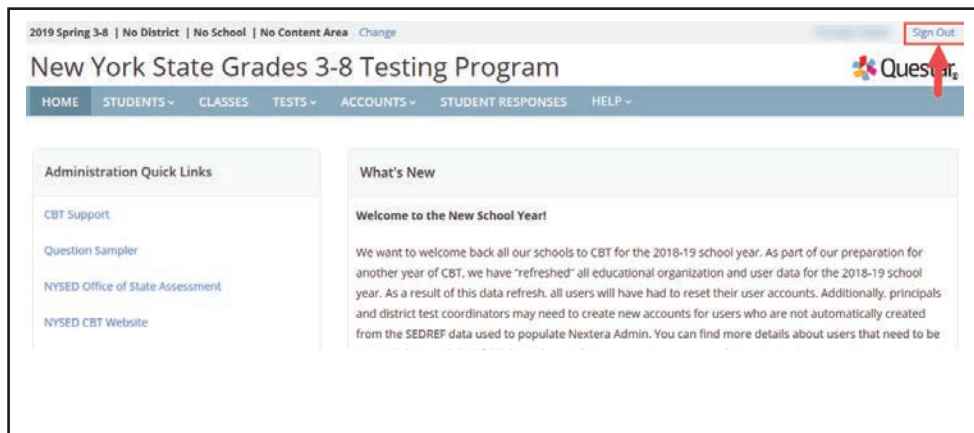 2019 Spring 3-8 | No District | No School | No Content Area Change
Sign Out
New York State Grades 3-8 Testing Program
Questar
HOME STUDENTS CLASSES TESTS ACCOUNTS STUDENT RESPONSES HELP
Administration Quick Links
CBT Support
Question Sampler
NYSED Office of State Assessment
NYSED CBT Website
What's New
Welcome to the New School Year!
We want to welcome back all our schools to CBT for the 2018-19 school year. As part of our preparation for
another year of CBT, we have "refreshed" all educational organization and user data for the 2018-19 school
year. As a result of this data refresh, all users will have had to reset their user accounts. Additionally, principals
and district test coordinators may need to create new accounts for users who are not automatically created
from the SEDREF data used to populate Nextera Admin. You can find more details about users that need to be